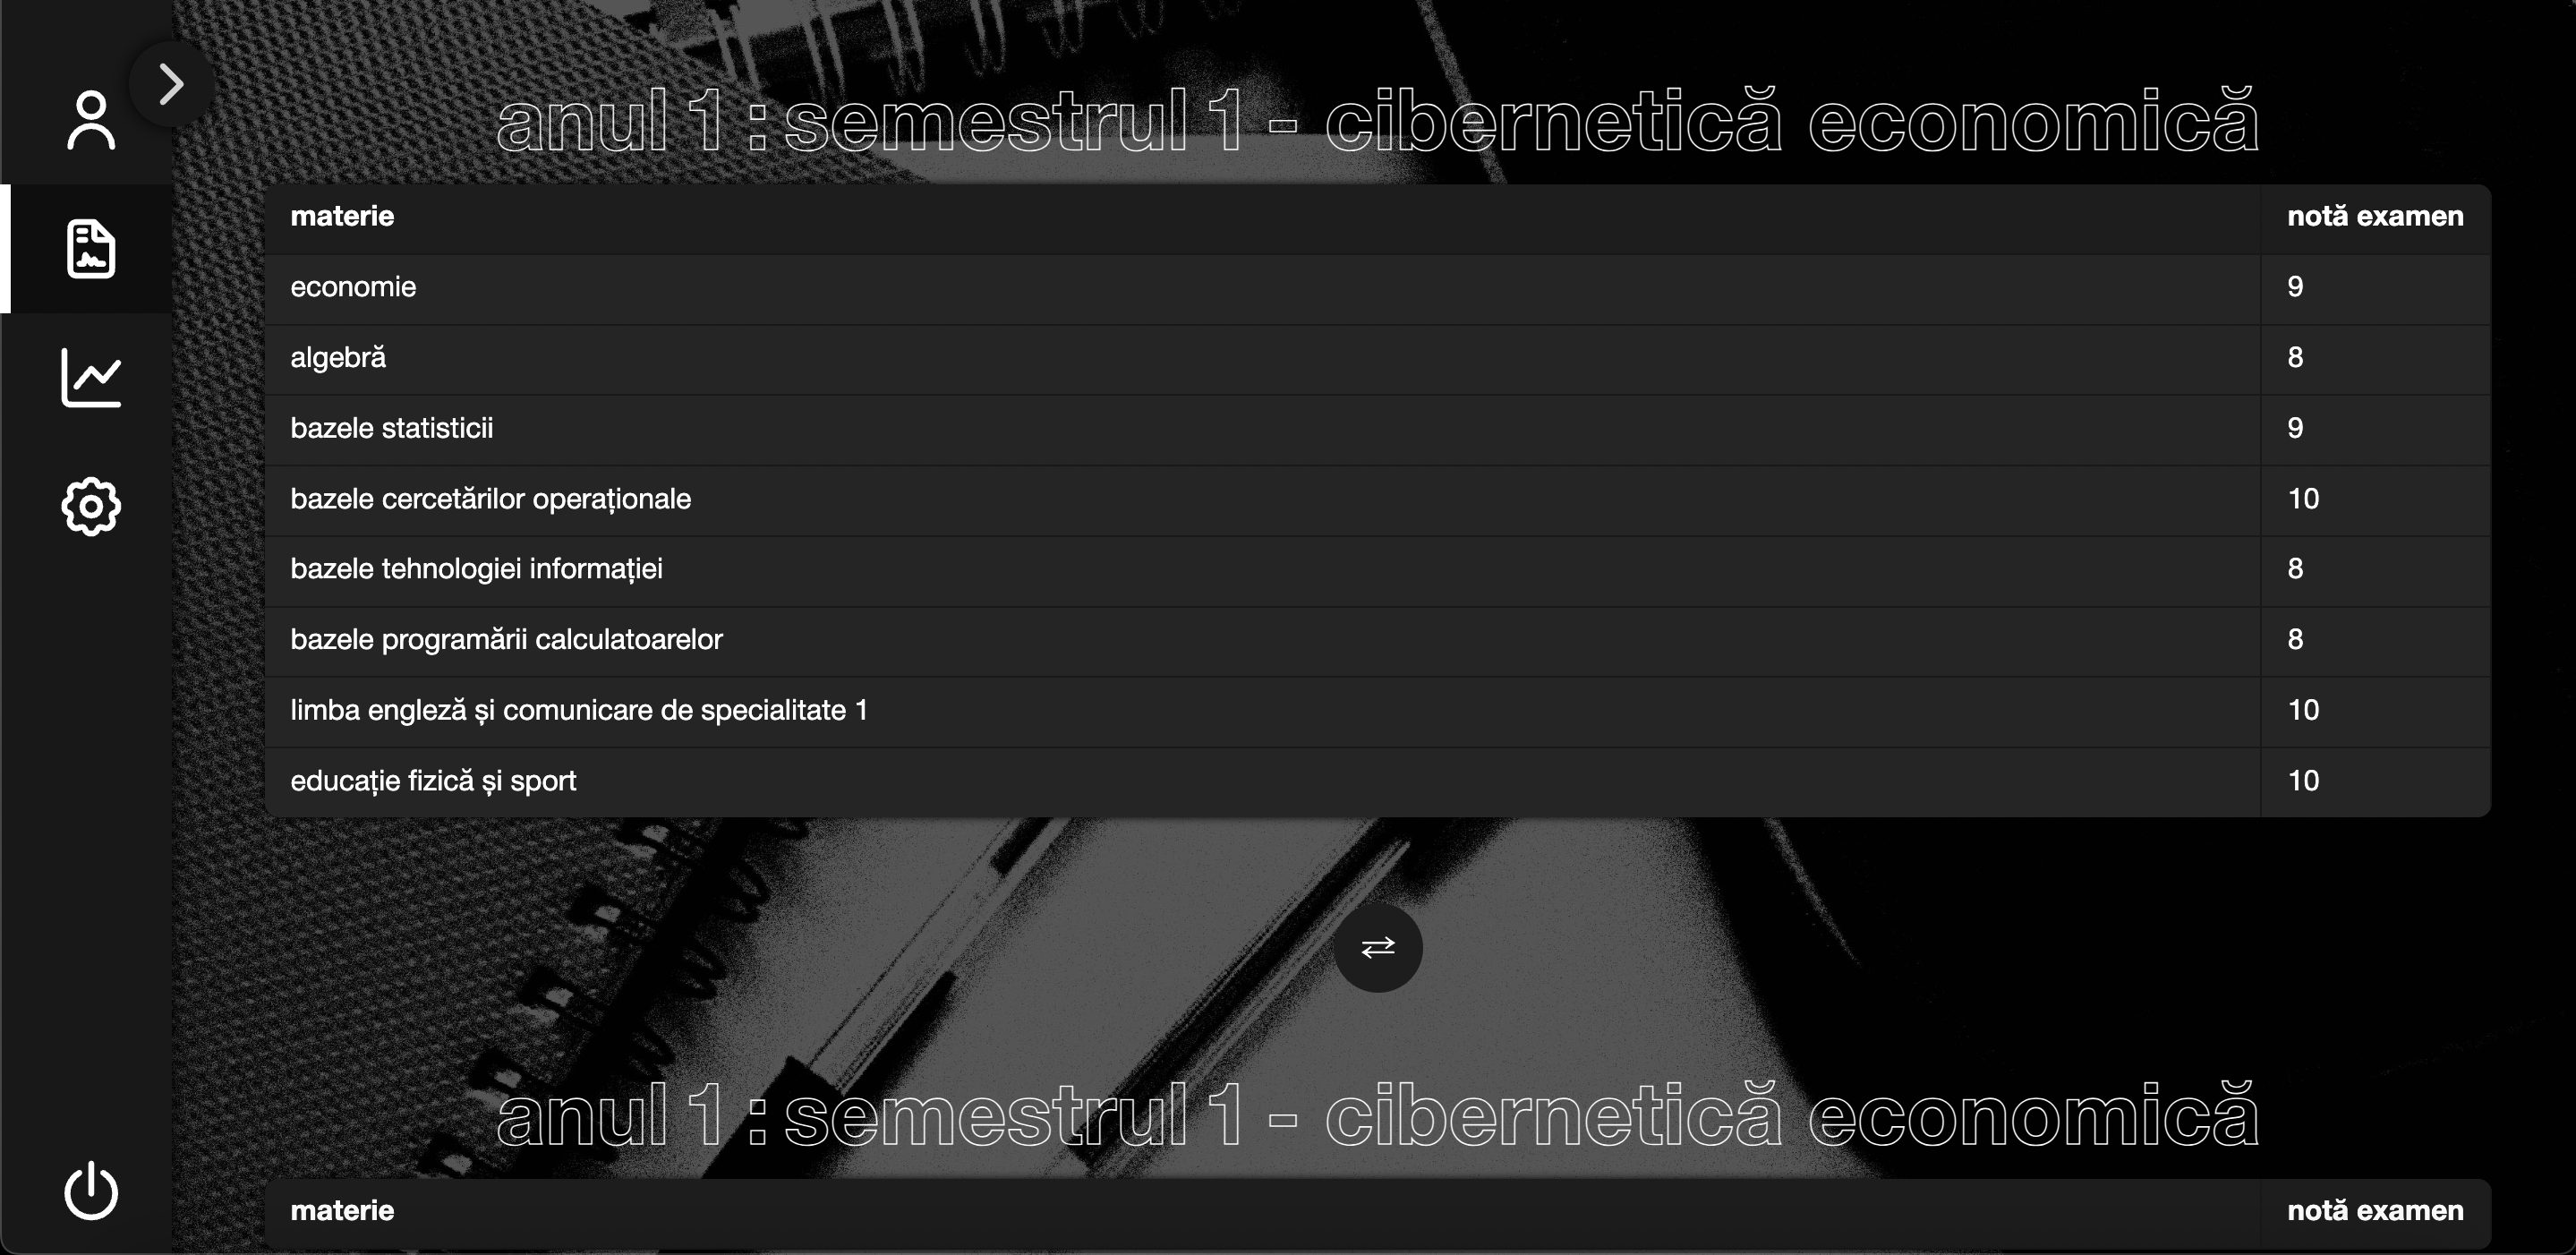 anul 1 : semestrul 1 - cibernetică economică
materie notă examen
economie 9
algebră 8
bazele statisticii 9
bazele cercetărilor operaționale 10
bazele tehnologiei informației 8
bazele programării calculatoarelor 8
limba engleză și comunicare de specialitate 1 10
educație fizică și sport 10
anul 1 : semestrul 1 - cibernetică economică
materie notă examen